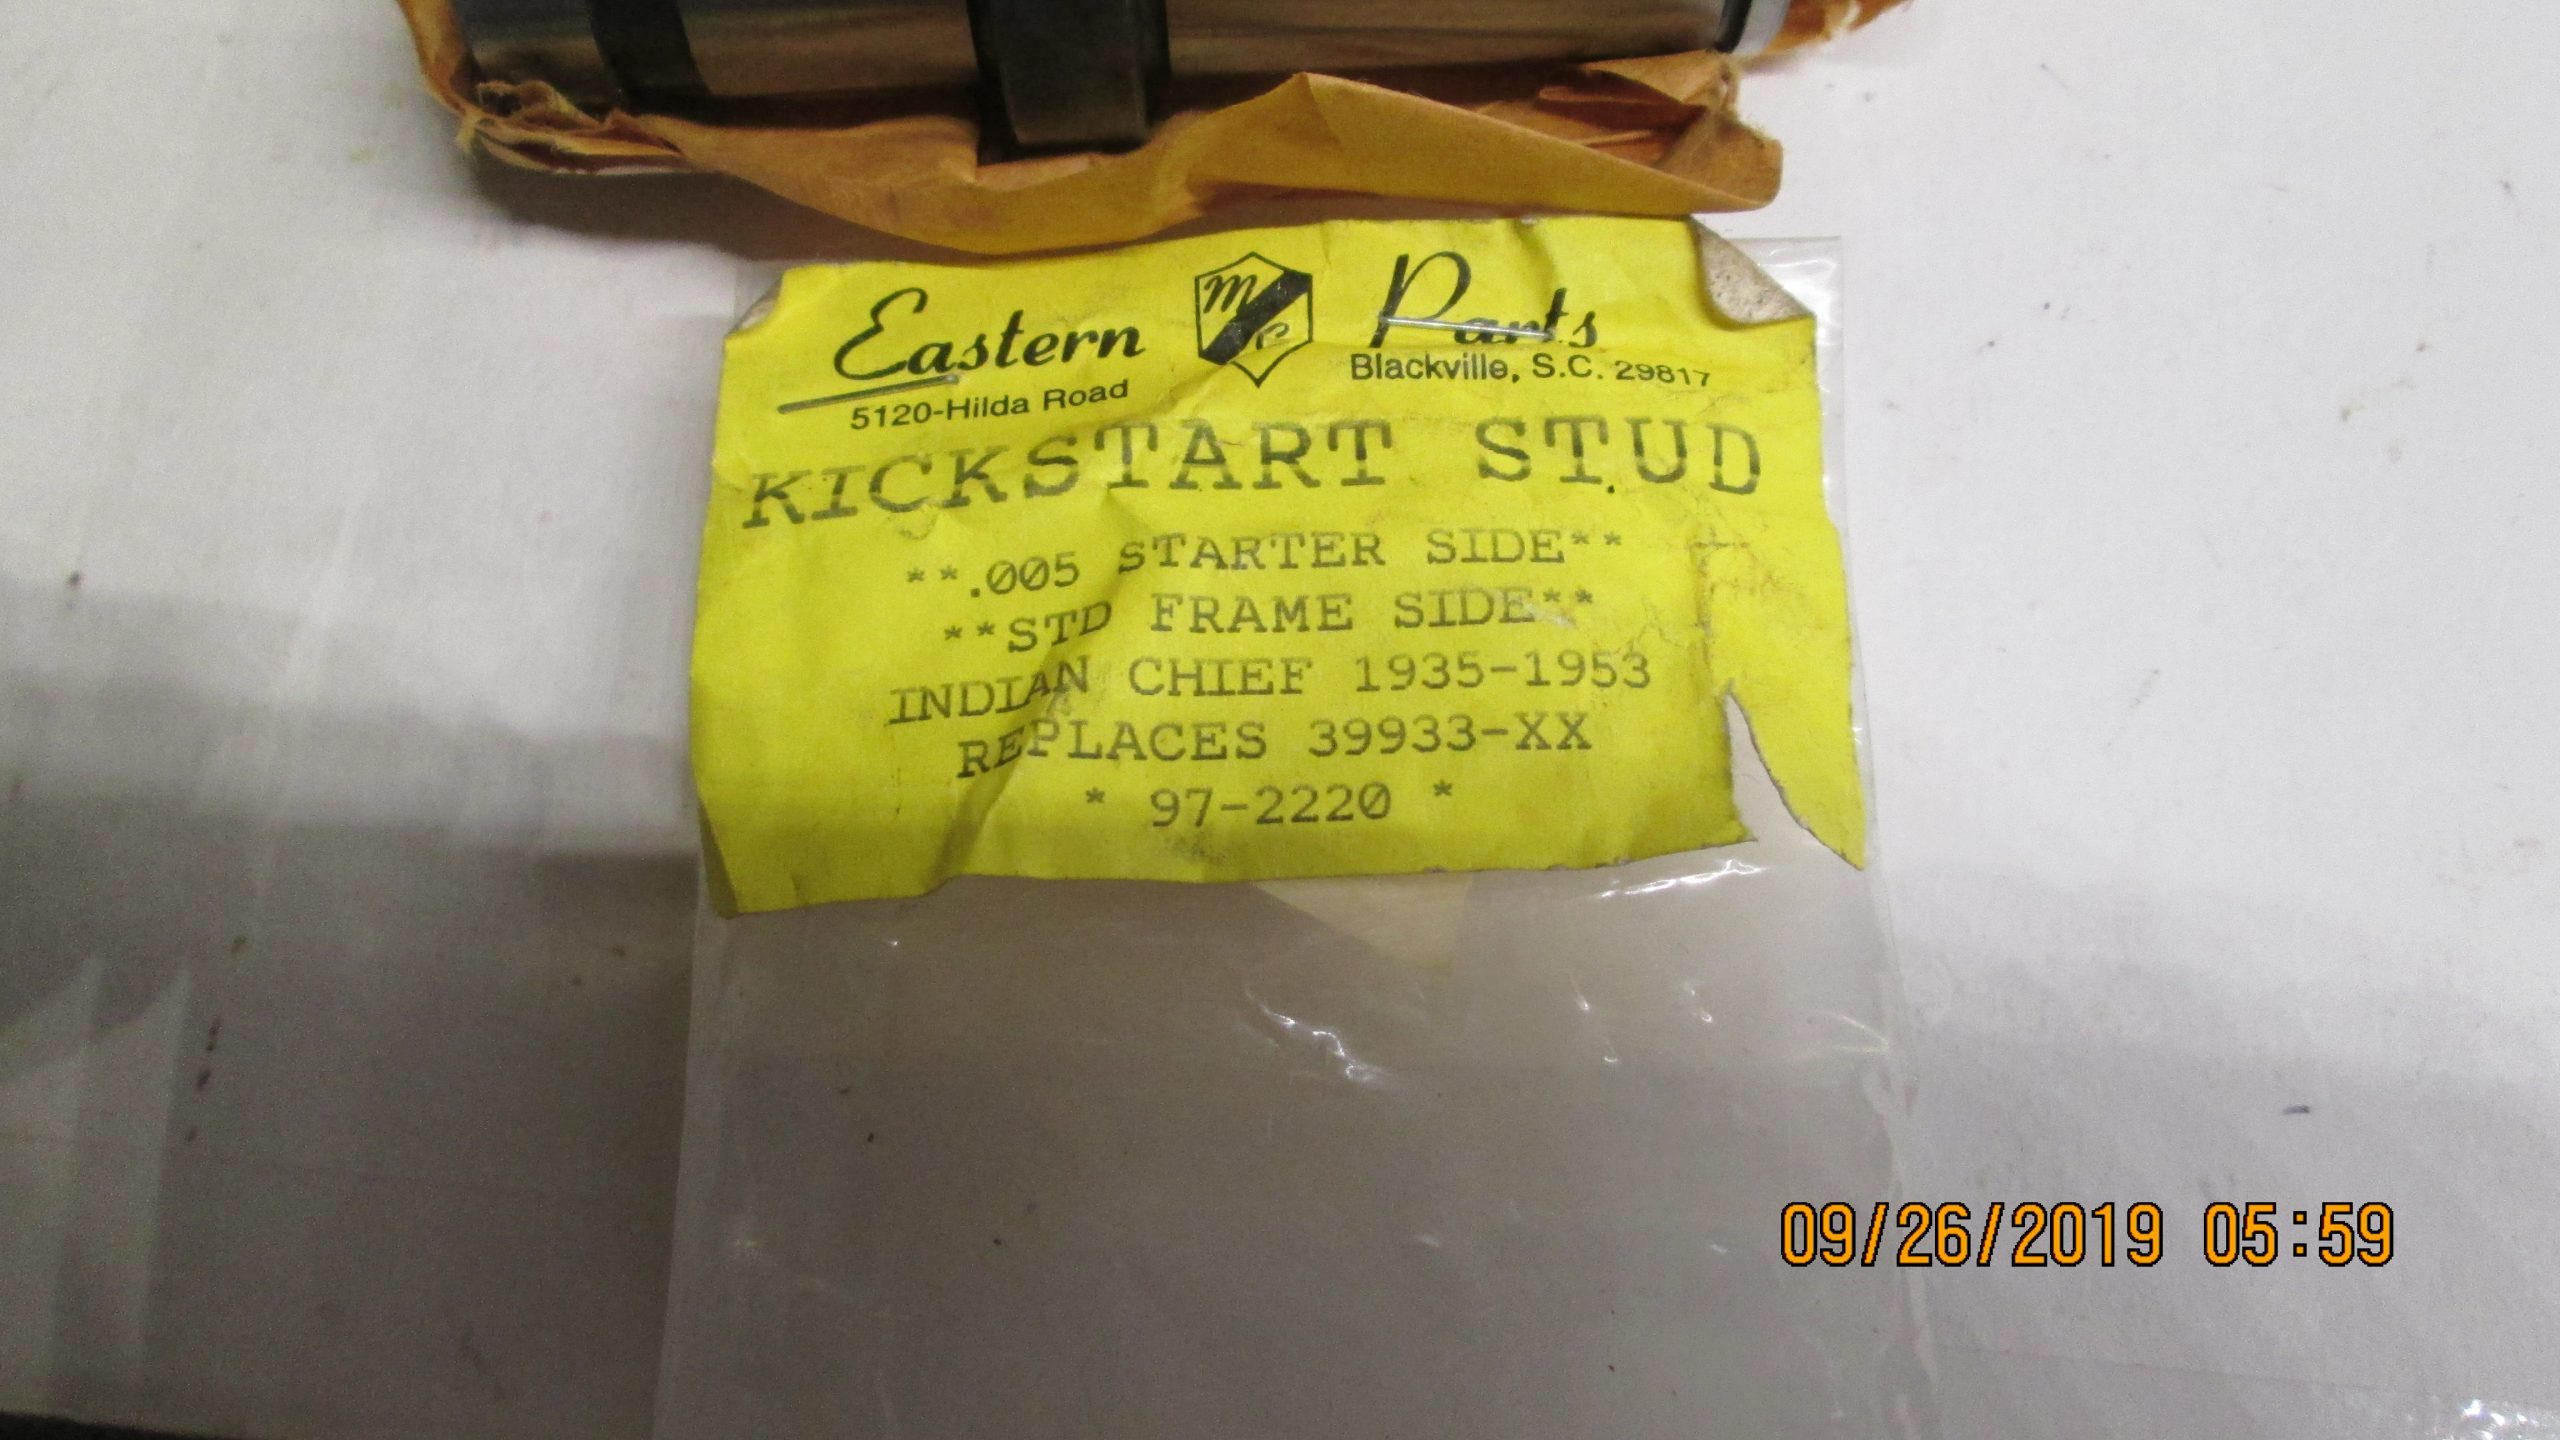 Eastern MC Parts
5120-Hilda Road Blackville, S.C. 29817
KICKSTART STUD
**.005 STARTER SIDE**
**STD FRAME SIDE**
INDIAN CHIEF 1935-1953
REPLACES 39933-XX
* 97-2220 *
09/26/2019 05:59